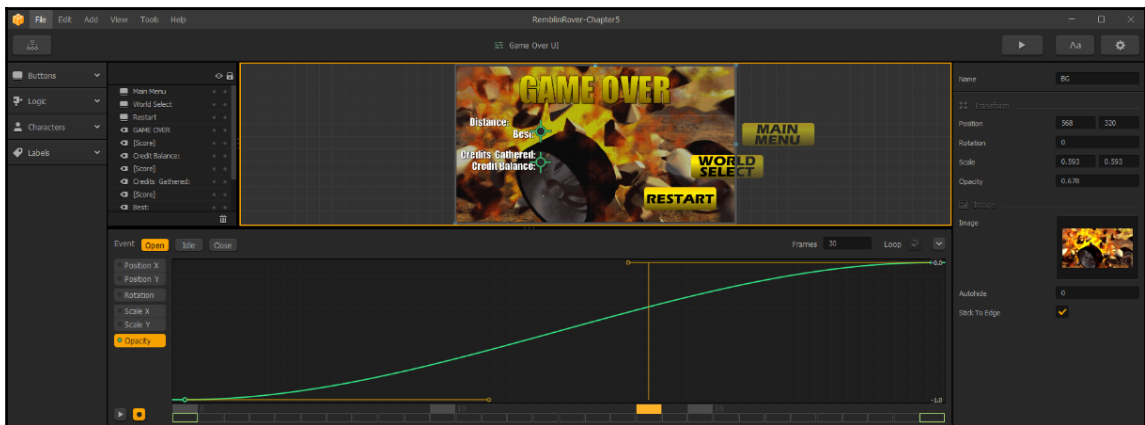 File Edit Add View Tools Help
RemblinRover-Chapter5
Game Over UI
Aa
Buttons
Logic
Characters
Labels
Main Menu
World Select
Restart
GAME OVER
[Score]
Credit Balance:
[Score]
Credits Gathered:
[Score]
Best:
GAME OVER
Distance:
Best:
Credits Gathered:
Credit Balance:
MAIN
MENU
WORLD
SELECT
RESTART
Name BG
Transform
Position 568 320
Rotation 0
Scale 0.593 0.593
Opacity 0.678
Image
Image
Autohide 0
Stick To Edge
Event Open Idle Close
Frames 30 Loop
Position X
Position Y
Rotation
Scale X
Scale Y
Opacity
-0.0
-1.0
0 10 20